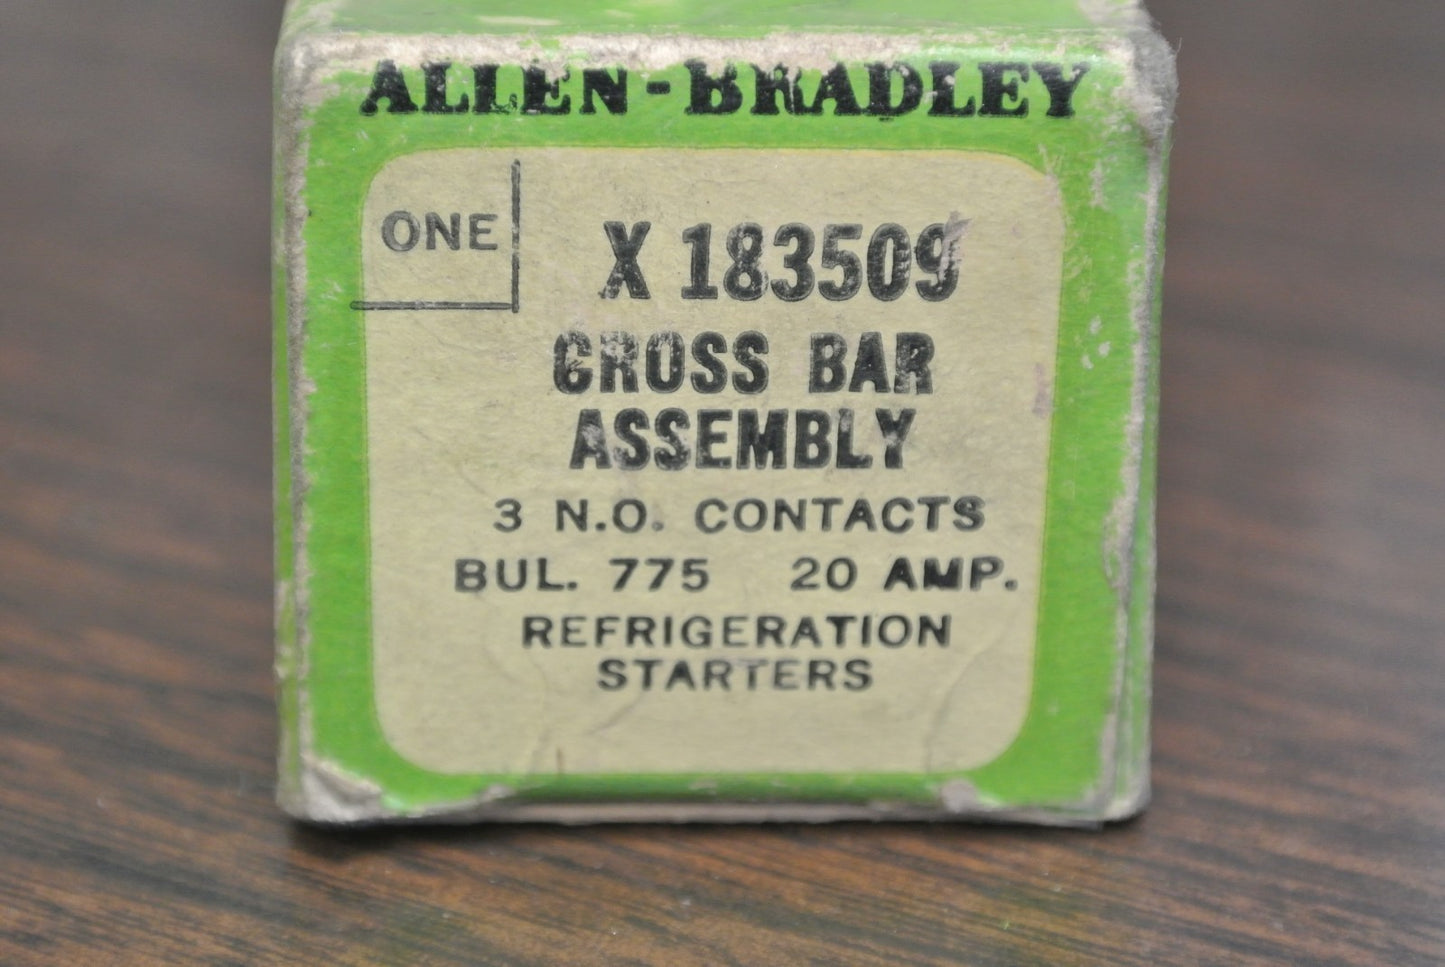 ALLEN-BRADLEY
ONE
X 183509
CROSS BAR
ASSEMBLY
3 N.O. CONTACTS
BUL. 775 20 AMP.
REFRIGERATION
STARTERS